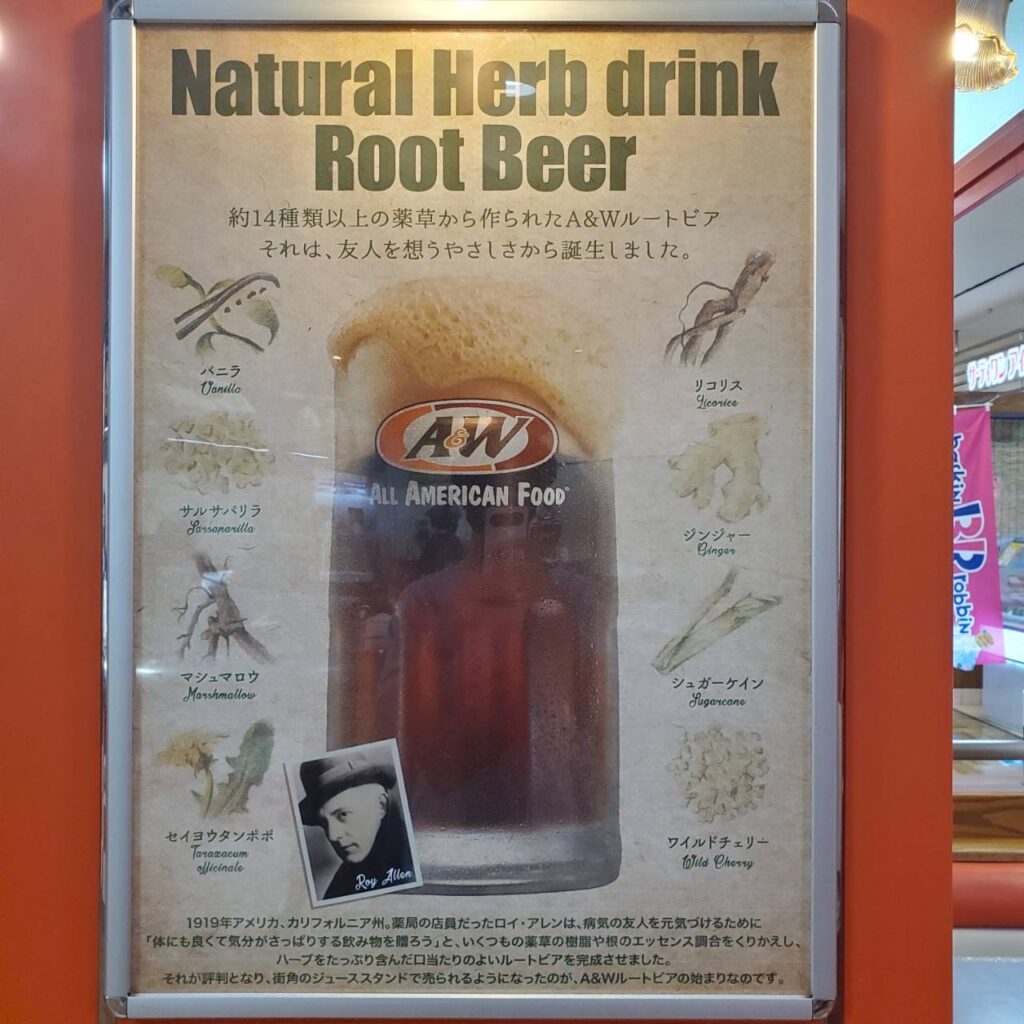 Natural Herb drink
Root Beer
約14種類以上の薬草から作られたA&Wルートビア
それは、友人を想うやさしさから誕生しました。
バニラ
Vanilla
リコリス
Licorice
A&W
ALL AMERICAN FOOD®
サルサパリラ
Sarsaparilla
ジンジャー
Ginger
マシュマロウ
Marshmallow
シュガーケイン
Sugarcane
セイヨウタンポポ
Taraxacum
officinale
ワイルドチェリー
Wild Cherry
Roy Allen
1919年アメリカ、カリフォルニア州。薬局の店員だったロイ・アレンは、病気の友人を元気づけるために
「体にも良くて気分がさっぱりする飲み物を贈ろう」と、いくつもの薬草の樹脂や根のエッセンス調合をくりかえし、
ハーブをたっぷり含んだ口当たりのよいルートビアを完成させました。
それが評判となり、街角のジューススタンドで売られるようになったのが、A&Wルートビアの始まりなのです。
サーティワン アイ
baskin BR robbin